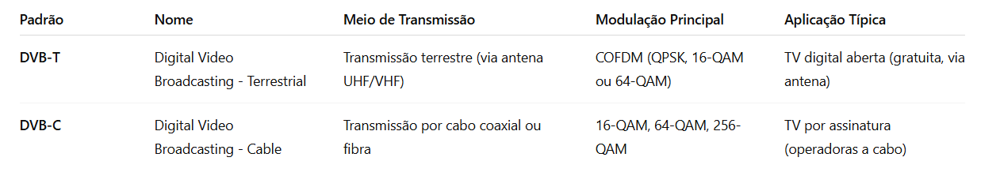 Padrão Nome Meio de Transmissão Modulação Principal Aplicação Típica
DVB-T Digital Video Transmissão terrestre (via antena COFDM (QPSK, 16-QAM TV digital aberta (gratuita, via
Broadcasting - Terrestrial UHF/VHF) ou 64-QAM) antena)
DVB-C Digital Video Transmissão por cabo coaxial ou 16-QAM, 64-QAM, 256- TV por assinatura
Broadcasting - Cable fibra QAM (operadoras a cabo)